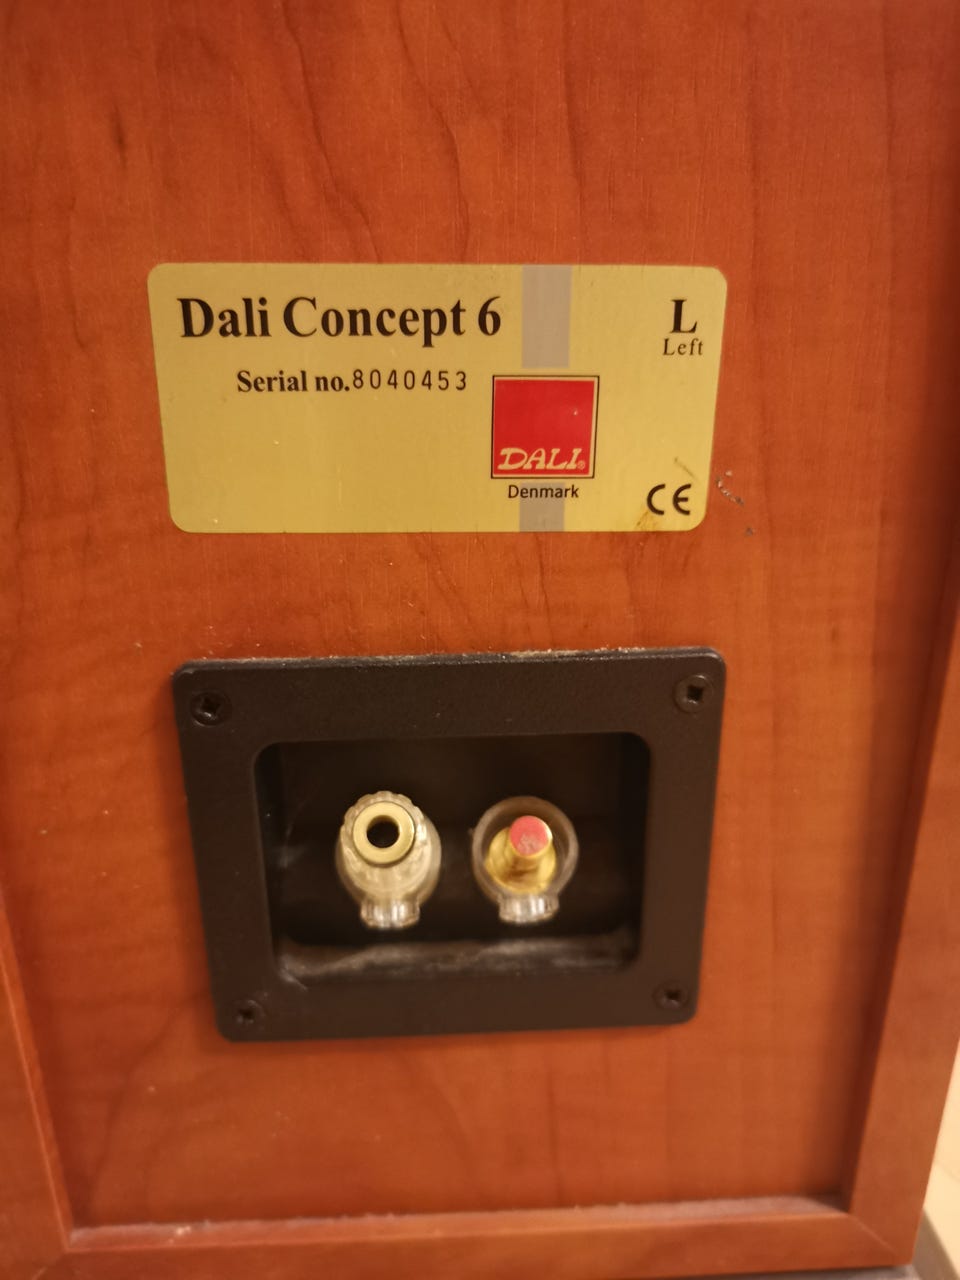 Dali Concept 6
L
Left
Serial no.8040453
DALI®
Denmark
CE